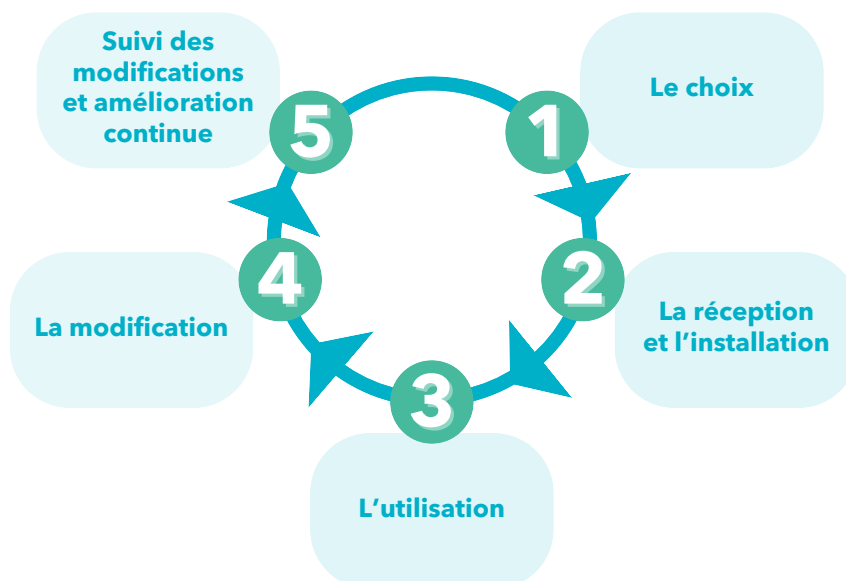 1
Le choix
2
La réception
et l’installation
3
L’utilisation
4
La modification
5
Suivi des
modifications
et amélioration
continue